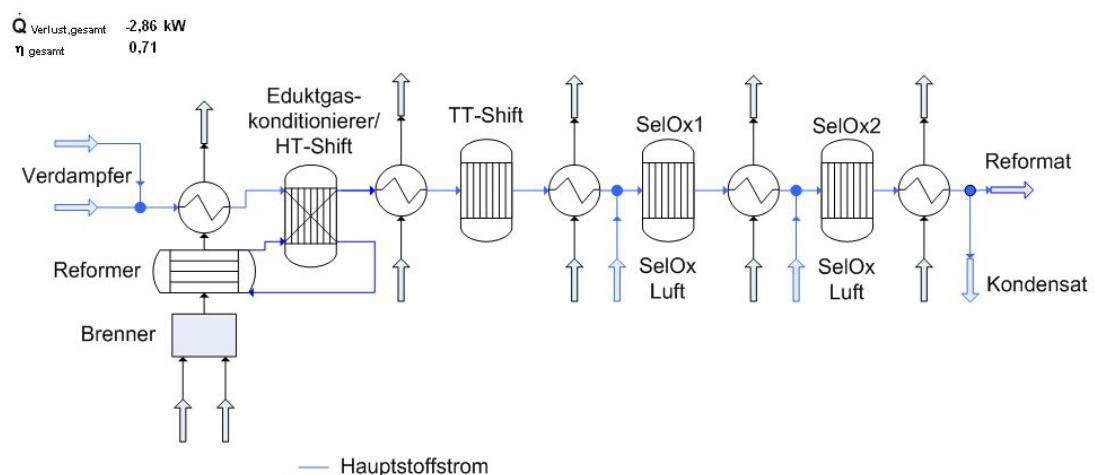 Q̇ Verlust,gesamt -2,86 kW
η gesamt 0,71
Eduktgas-
konditionierer/
HT-Shift
TT-Shift
SelOx1
SelOx2
Verdampfer
Reformat
Reformer
SelOx
Luft
SelOx
Luft
Kondensat
Brenner
Hauptstoffstrom